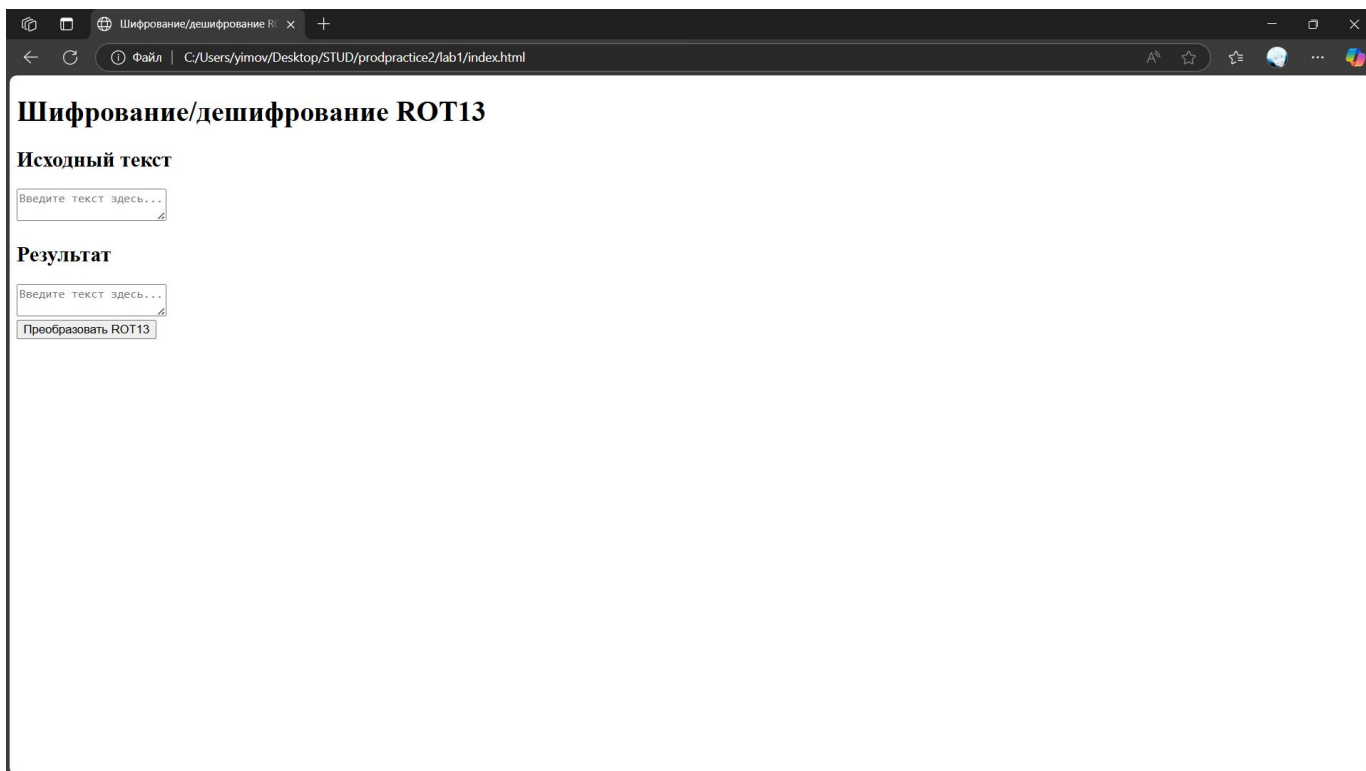 Шифрование/дешифрование R
Файл | C:/Users/yimov/Desktop/STUD/prodpractice2/lab1/index.html
Шифрование/дешифрование ROT13
Исходный текст
Введите текст здесь...
Результат
Введите текст здесь...
Преобразовать ROT13